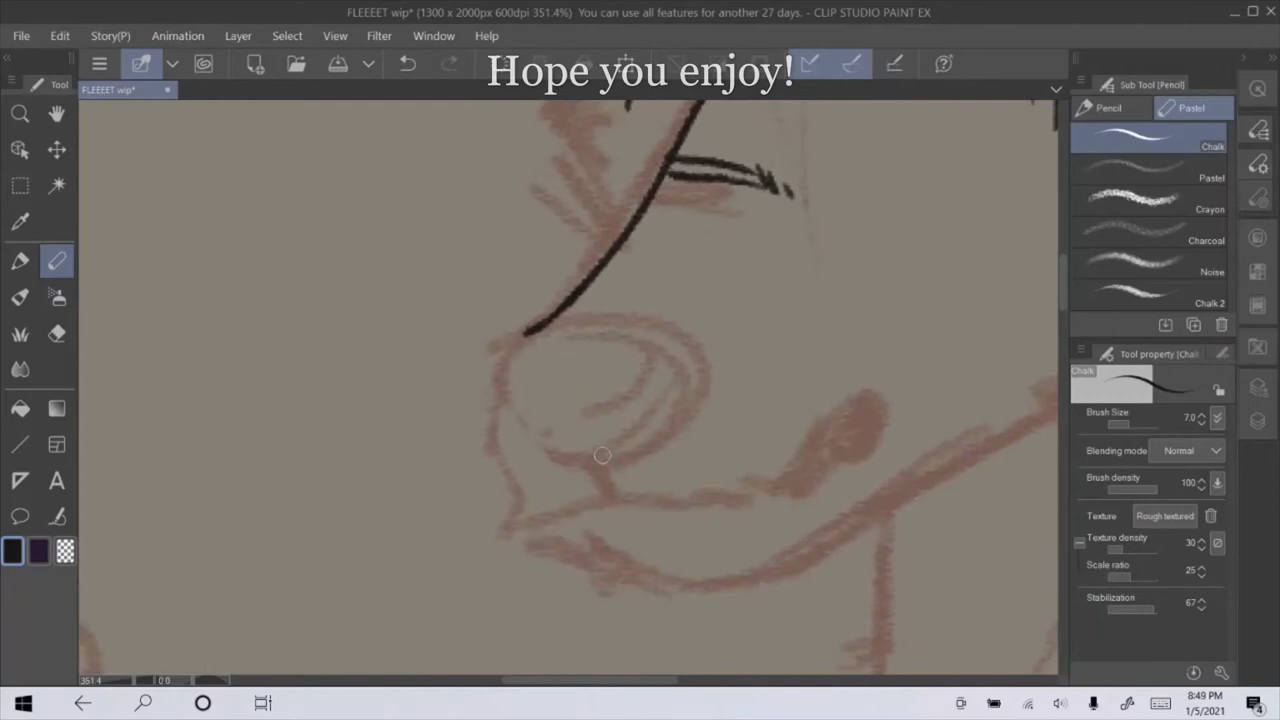 FLEEEET wip* (1300 x 2000px 600dpi 351.4%) You can use all features for another 27 days. - CLIP STUDIO PAINT EX
File Edit Story(P) Animation Layer Select View Filter Window Help
Hope you enjoy!
Tool
FLEEEET wip*
Sub Tool [Pencil]
Pencil Pastel
Chalk
Pastel
Crayon
Charcoal
Noise
Chalk 2
Tool property [Chalk
Chalk
Brush Size 7.0
Blending mode Normal
Brush density 100
Texture Rough textured
Texture density 30
Scale ratio 25
Stabilization 67
A
351.4 0.0
8:49 PM
1/5/2021
4